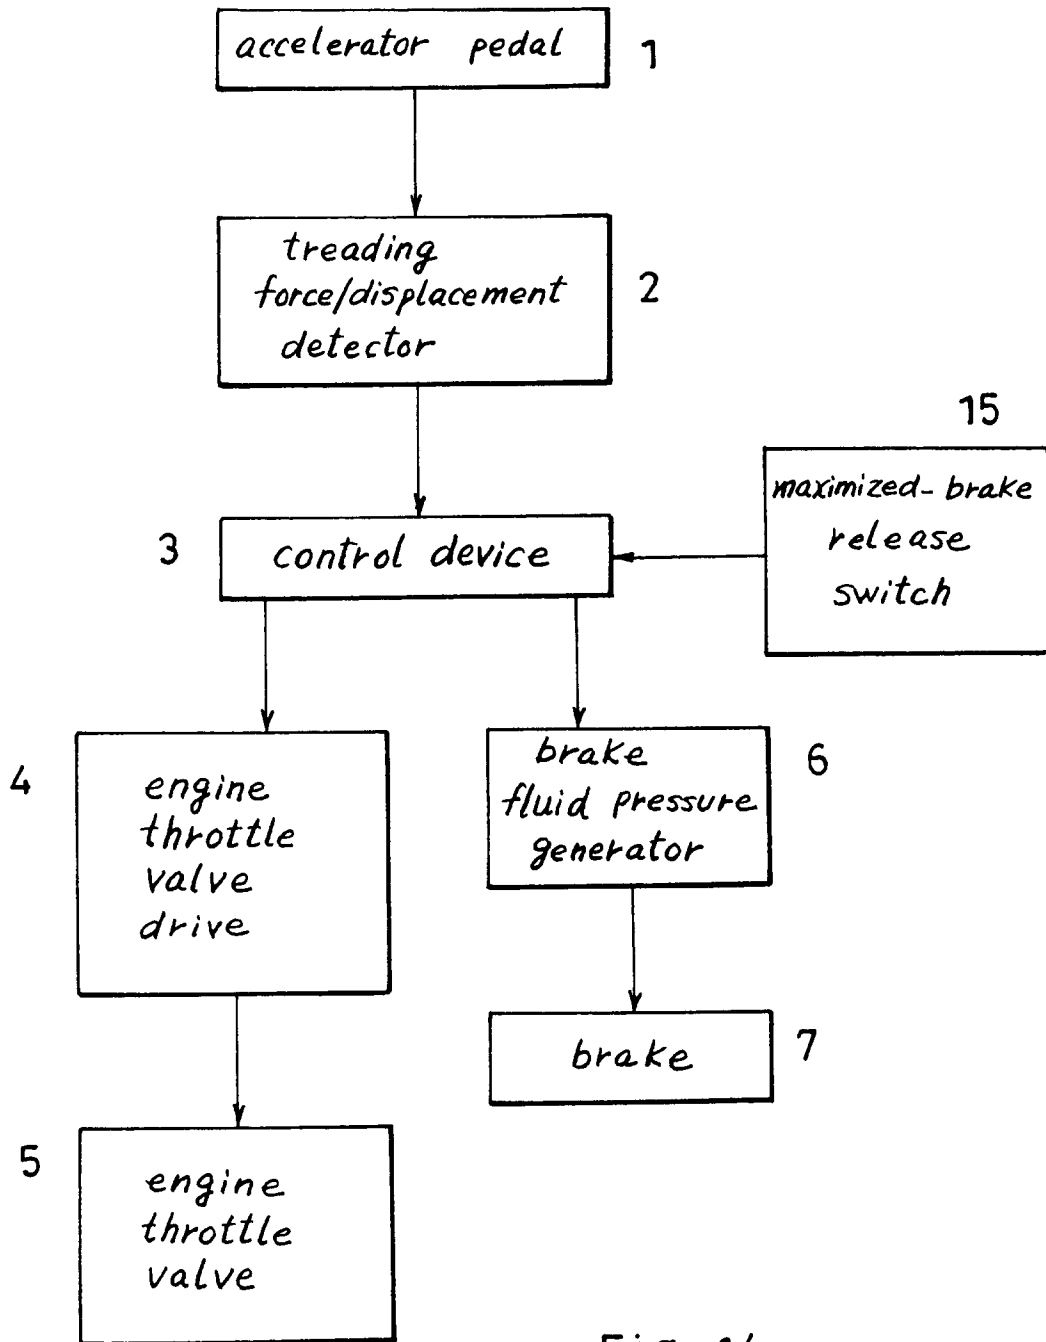 accelerator pedal
1
treading
force/displacement
detector
2
15
maximized-brake
release
switch
3
control device
4
engine
throttle
valve
drive
brake
fluid pressure
generator
6
brake
7
5
engine
throttle
valve